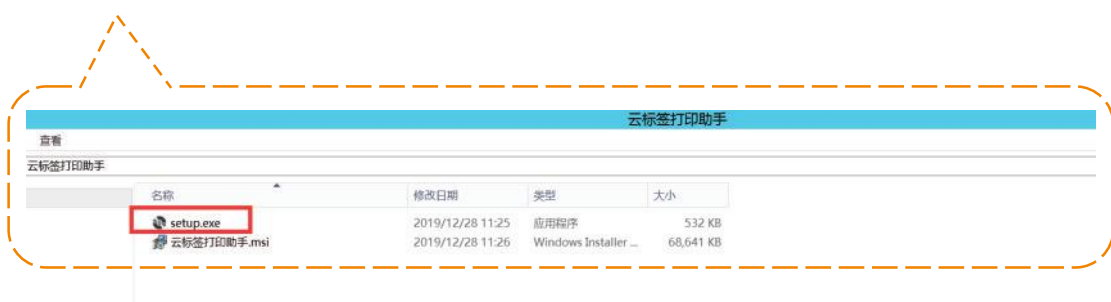 云标签打印助手
查看
云标签打印助手
名称 修改日期 类型 大小
setup.exe 2019/12/28 11:25 应用程序 532 KB
云标签打印助手.msi 2019/12/28 11:26 Windows Installer ... 68,641 KB